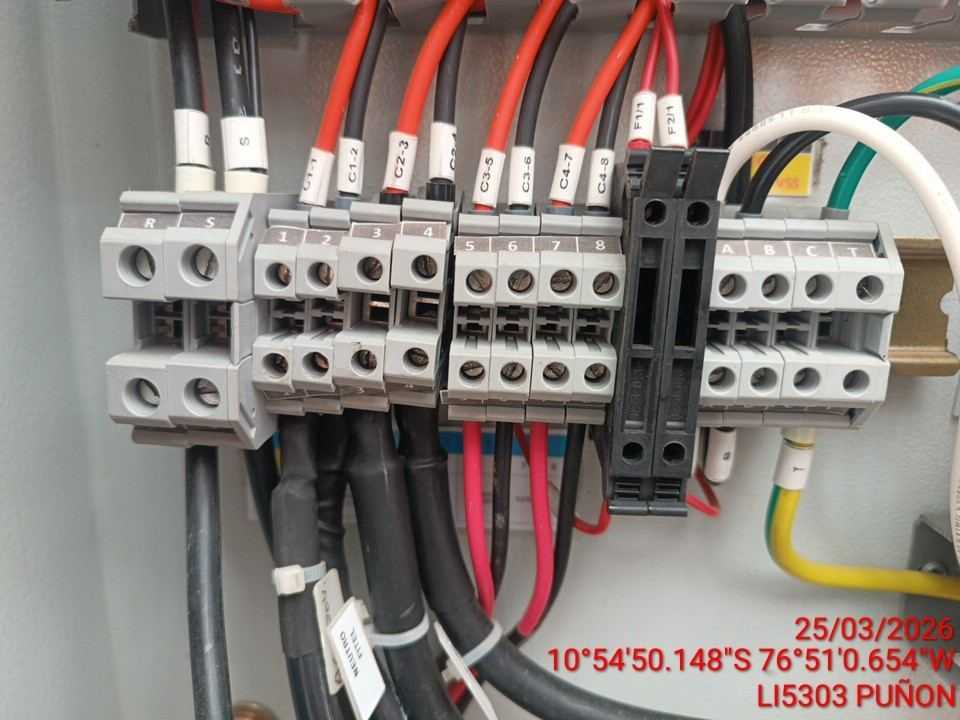 R
S
C1-1
C1-2
C2-3
C3-5
C3-6
C4-7
C4-8
F1/1
F2/1
R S
1 2 3 4
5 6 7 8
A B C T
T
NEUTRO
FITEL
25/03/2026
10°54'50.148"S 76°51'0.654"W
LI5303 PUÑON